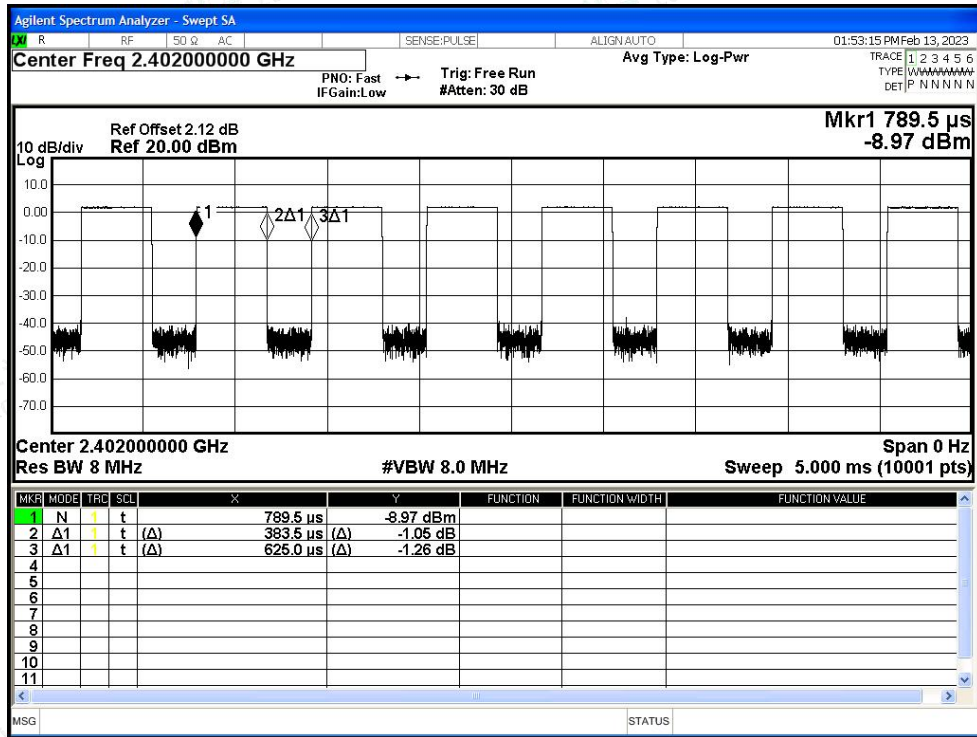 Agilent Spectrum Analyzer - Swept SA
LXI R RF 50 Ω AC SENSE:PULSE ALIGN AUTO 01:53:15 PM Feb 13, 2023
Center Freq 2.402000000 GHz
PNO: Fast
IFGain:Low
Trig: Free Run
#Atten: 30 dB
Avg Type: Log-Pwr
TRACE 1 2 3 4 5 6
TYPE
DET P N N N N N
Mkr1 789.5 μs
-8.97 dBm
Ref Offset 2.12 dB
10 dB/div Ref 20.00 dBm
Log
10.0
0.00
-10.0
-20.0
-30.0
-40.0
-50.0
-60.0
-70.0
1 2Δ1 3Δ1
Center 2.402000000 GHz Span 0 Hz
Res BW 8 MHz #VBW 8.0 MHz Sweep 5.000 ms (10001 pts)
MKR MODE TRC SCL X Y FUNCTION FUNCTION WIDTH FUNCTION VALUE
1 N 1 t 789.5 μs -8.97 dBm
2 Δ1 1 t (Δ) 383.5 μs (Δ) -1.05 dB
3 Δ1 1 t (Δ) 625.0 μs (Δ) -1.26 dB
4
5
6
7
8
9
10
11
MSG STATUS